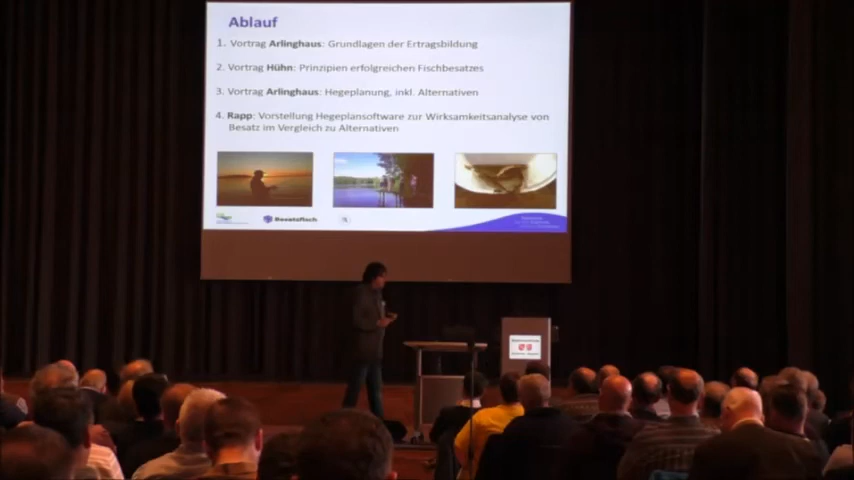 Ablauf
1. Vortrag Arlinghaus: Grundlagen der Ertragsbildung
2. Vortrag Hühn: Prinzipien erfolgreichen Fischbesatzes
3. Vortrag Arlinghaus: Hegeplanung, inkl. Alternativen
4. Rapp: Vorstellung Hegeplansoftware zur Wirksamkeitsanalyse von
Besatz im Vergleich zu Alternativen
Besatzfisch